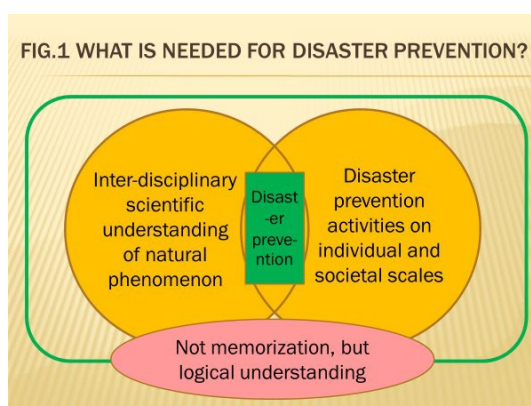 FIG.1 WHAT IS NEEDED FOR DISASTER PREVENTION?
Inter-disciplinary
scientific
understanding
of natural
phenomenon
Disast
-er
preve-
ntion
Disaster
prevention
activities on
individual and
societal scales
Not memorization, but
logical understanding